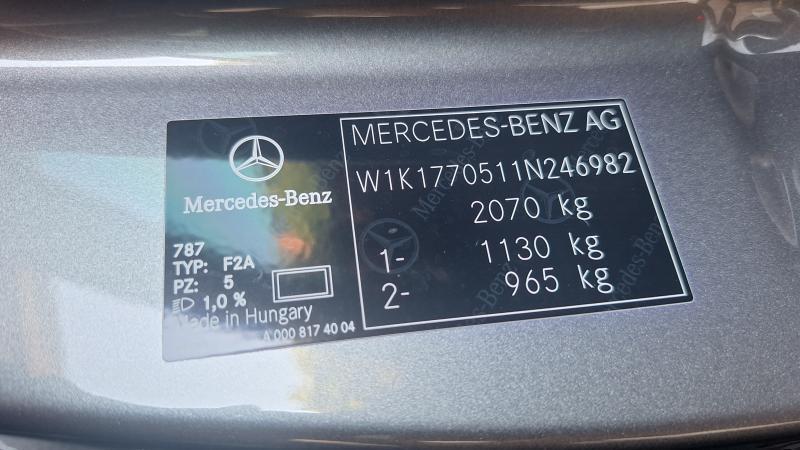 Mercedes-Benz
787
TYP: F2A
PZ: 5
1,0 %
Made in Hungary
A 000 817 40 04
MERCEDES-BENZ AG
W1K1770511N246982
2070 kg
1- 1130 kg
2- 965 kg